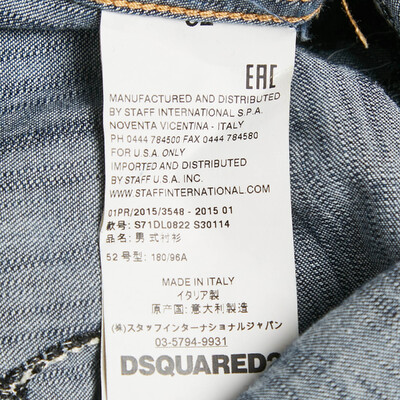 EAC
MANUFACTURED AND DISTRIBUTED
BY STAFF INTERNATIONAL S.P.A.
NOVENTA VICENTINA - ITALY
PH 0444 784500 FAX 0444 784580
FOR U.S.A. ONLY
IMPORTED AND DISTRIBUTED
BY STAFF U.S.A. INC.
WWW.STAFFINTERNATIONAL.COM
01PR/2015/3548 - 2015 01
款号: S71DL0822 S30114
品名: 男 式衬衫
52 号型: 180/96A
MADE IN ITALY
イタリア製
原产国: 意大利製造
(株)スタッフインターナショナルジャパン
03-5794-9931
DSQUARED2